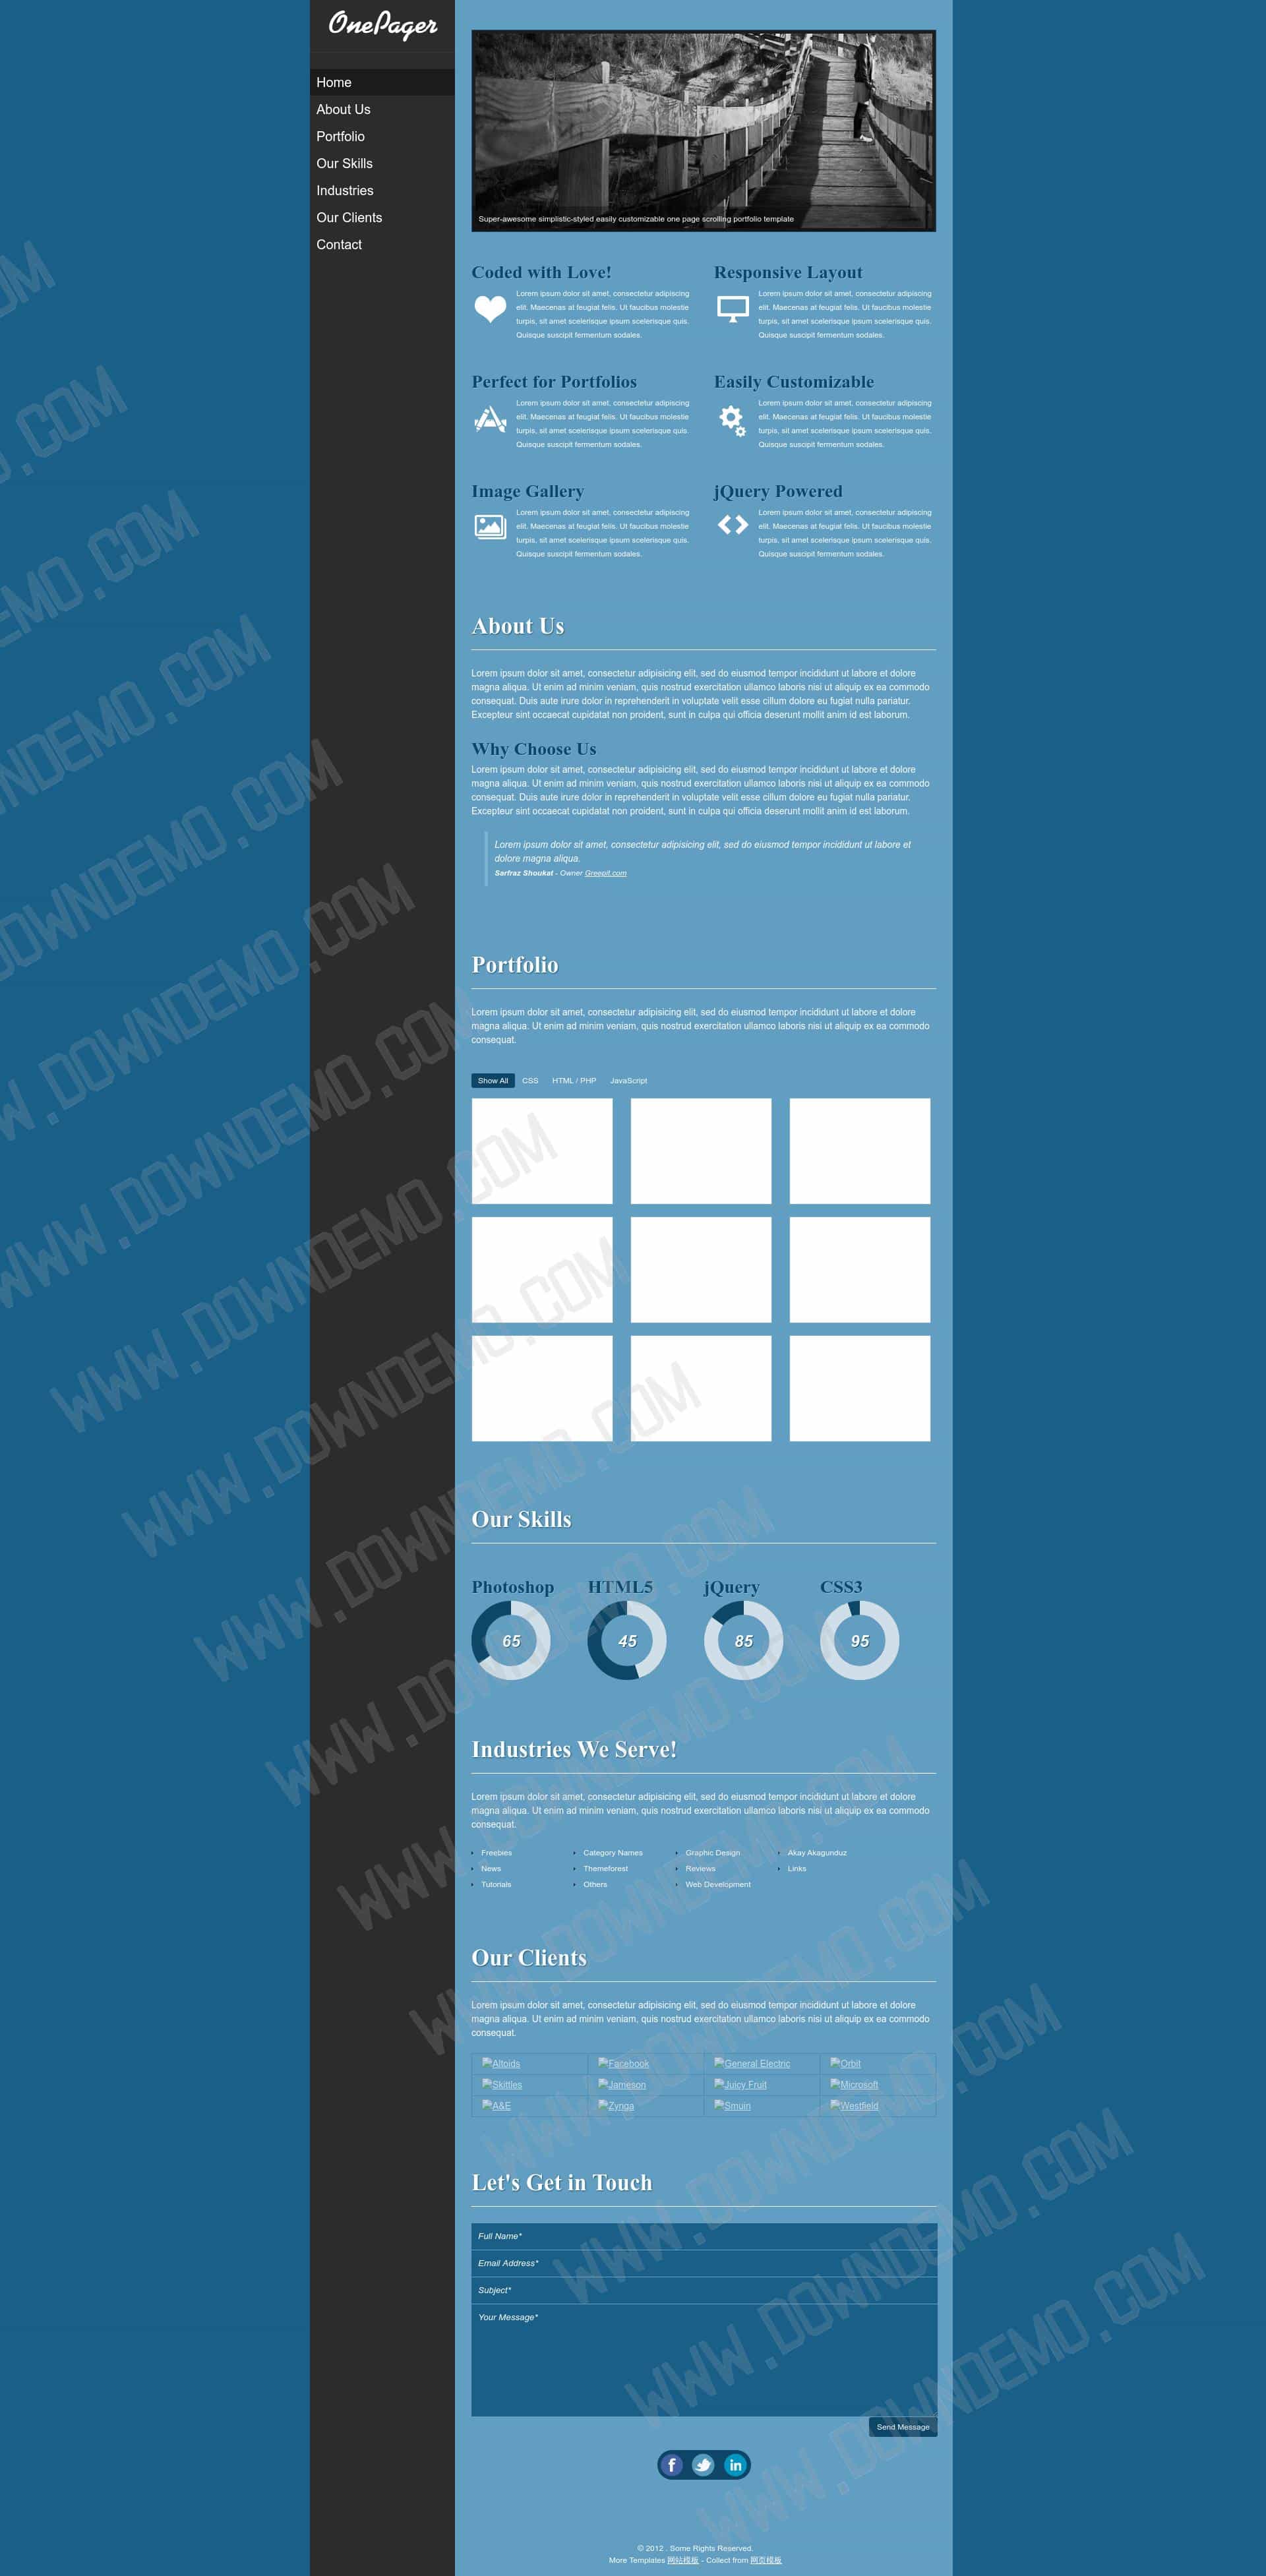 OnePager
Home
About Us
Portfolio
Our Skills
Industries
Our Clients
Contact
Super-awesome simplistic-styled easily customizable one page scrolling portfolio template
Coded with Love!
Lorem ipsum dolor sit amet, consectetur adipiscing
elit. Maecenas at feugiat felis. Ut faucibus molestie
turpis, sit amet scelerisque ipsum scelerisque quis.
Quisque suscipit fermentum sodales.
Responsive Layout
Lorem ipsum dolor sit amet, consectetur adipiscing
elit. Maecenas at feugiat felis. Ut faucibus molestie
turpis, sit amet scelerisque ipsum scelerisque quis.
Quisque suscipit fermentum sodales.
Perfect for Portfolios
Lorem ipsum dolor sit amet, consectetur adipiscing
elit. Maecenas at feugiat felis. Ut faucibus molestie
turpis, sit amet scelerisque ipsum scelerisque quis.
Quisque suscipit fermentum sodales.
Easily Customizable
Lorem ipsum dolor sit amet, consectetur adipiscing
elit. Maecenas at feugiat felis. Ut faucibus molestie
turpis, sit amet scelerisque ipsum scelerisque quis.
Quisque suscipit fermentum sodales.
Image Gallery
Lorem ipsum dolor sit amet, consectetur adipiscing
elit. Maecenas at feugiat felis. Ut faucibus molestie
turpis, sit amet scelerisque ipsum scelerisque quis.
Quisque suscipit fermentum sodales.
jQuery Powered
Lorem ipsum dolor sit amet, consectetur adipiscing
elit. Maecenas at feugiat felis. Ut faucibus molestie
turpis, sit amet scelerisque ipsum scelerisque quis.
Quisque suscipit fermentum sodales.
About Us
Lorem ipsum dolor sit amet, consectetur adipisicing elit, sed do eiusmod tempor incididunt ut labore et dolore
magna aliqua. Ut enim ad minim veniam, quis nostrud exercitation ullamco laboris nisi ut aliquip ex ea commodo
consequat. Duis aute irure dolor in reprehenderit in voluptate velit esse cillum dolore eu fugiat nulla pariatur.
Excepteur sint occaecat cupidatat non proident, sunt in culpa qui officia deserunt mollit anim id est laborum.
Why Choose Us
Lorem ipsum dolor sit amet, consectetur adipisicing elit, sed do eiusmod tempor incididunt ut labore et dolore
magna aliqua. Ut enim ad minim veniam, quis nostrud exercitation ullamco laboris nisi ut aliquip ex ea commodo
consequat. Duis aute irure dolor in reprehenderit in voluptate velit esse cillum dolore eu fugiat nulla pariatur.
Excepteur sint occaecat cupidatat non proident, sunt in culpa qui officia deserunt mollit anim id est laborum.
Lorem ipsum dolor sit amet, consectetur adipisicing elit, sed do eiusmod tempor incididunt ut labore et
dolore magna aliqua.
Sarfraz Shoukat - Owner Greepit.com
Portfolio
Lorem ipsum dolor sit amet, consectetur adipisicing elit, sed do eiusmod tempor incididunt ut labore et dolore
magna aliqua. Ut enim ad minim veniam, quis nostrud exercitation ullamco laboris nisi ut aliquip ex ea commodo
consequat.
Show All CSS HTML / PHP JavaScript
Our Skills
Photoshop HTML5 jQuery CSS3
65 45 85 95
Industries We Serve!
Lorem ipsum dolor sit amet, consectetur adipisicing elit, sed do eiusmod tempor incididunt ut labore et dolore
magna aliqua. Ut enim ad minim veniam, quis nostrud exercitation ullamco laboris nisi ut aliquip ex ea commodo
consequat.
Freebies Category Names Graphic Design Akay Akagunduz
News Themeforest Reviews Links
Tutorials Others Web Development
Our Clients
Lorem ipsum dolor sit amet, consectetur adipisicing elit, sed do eiusmod tempor incididunt ut labore et dolore
magna aliqua. Ut enim ad minim veniam, quis nostrud exercitation ullamco laboris nisi ut aliquip ex ea commodo
consequat.
Altoids Facebook General Electric Orbit
Skittles Jameson Juicy Fruit Microsoft
A&E Zynga Smuin Westfield
Let's Get in Touch
Full Name*
Email Address*
Subject*
Your Message*
Send Message
f in
© 2012 . Some Rights Reserved.
More Templates 网站模板 - Collect from 网页模板
WWW.DOWNDEMO.COM